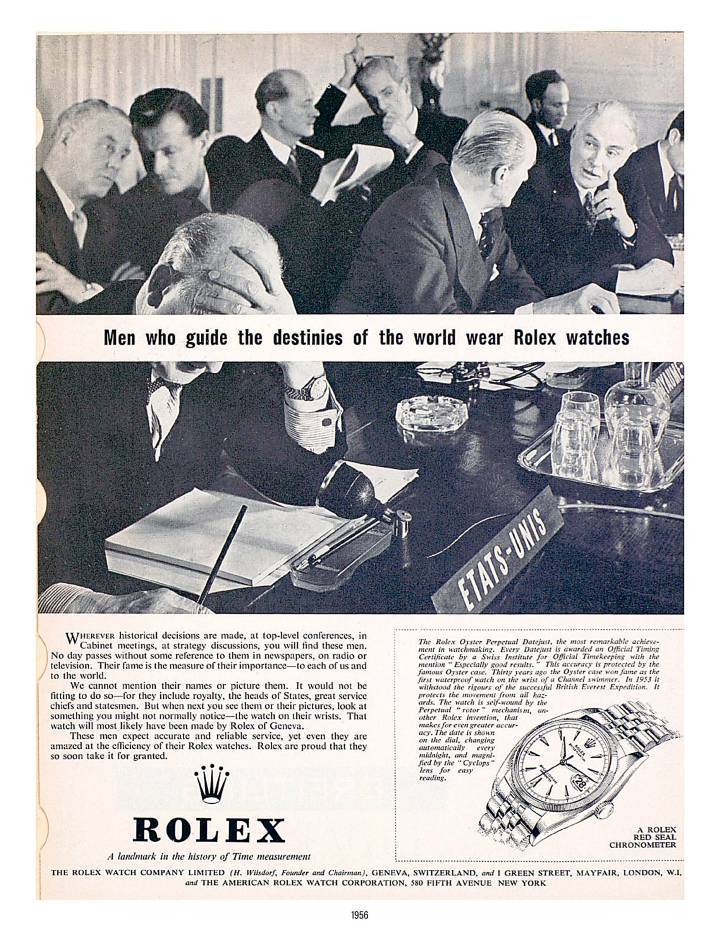 Men who guide the destinies of the world wear Rolex watches
ETATS-UNIS
WHEREVER historical decisions are made, at top-level conferences, in
Cabinet meetings, at strategy discussions, you will find these men.
No day passes without some reference to them in newspapers, on radio or
television. Their fame is the measure of their importance—to each of us and
to the world.
We cannot mention their names or picture them. It would not be
fitting to do so—for they include royalty, the heads of States, great service
chiefs and statesmen. But when next you see them or their pictures, look at
something you might not normally notice—the watch on their wrists. That
watch will most likely have been made by Rolex of Geneva.
These men expect accurate and reliable service, yet even they are
amazed at the efficiency of their Rolex watches. Rolex are proud that they
so soon take it for granted.
ROLEX
A landmark in the history of Time measurement
The Rolex Oyster Perpetual Datejust, the most remarkable achieve-
ment in watchmaking. Every Datejust is awarded an Official Timing
Certificate by a Swiss Institute for Official Timekeeping with the
mention "Especially good results." This accuracy is protected by the
famous Oyster case. Thirty years ago the Oyster case won fame as the
first waterproof watch on the wrist of a Channel swimmer. In 1953 it
withstood the rigours of the successful British Everest Expedition. It
protects the movement from all haz-
ards. The watch is self-wound by the
Perpetual "rotor" mechanism, an-
other Rolex invention, that
makes for even greater accur-
acy. The date is shown
on the dial, changing
automatically every
midnight, and magni-
fied by the "Cyclops"
lens for easy
reading.
ROLEX
28
A ROLEX
RED SEAL
CHRONOMETER
THE ROLEX WATCH COMPANY LIMITED (H. Wilsdorf, Founder and Chairman), GENEVA, SWITZERLAND, and 1 GREEN STREET, MAYFAIR, LONDON, W.1,
and THE AMERICAN ROLEX WATCH CORPORATION, 580 FIFTH AVENUE NEW YORK
1956